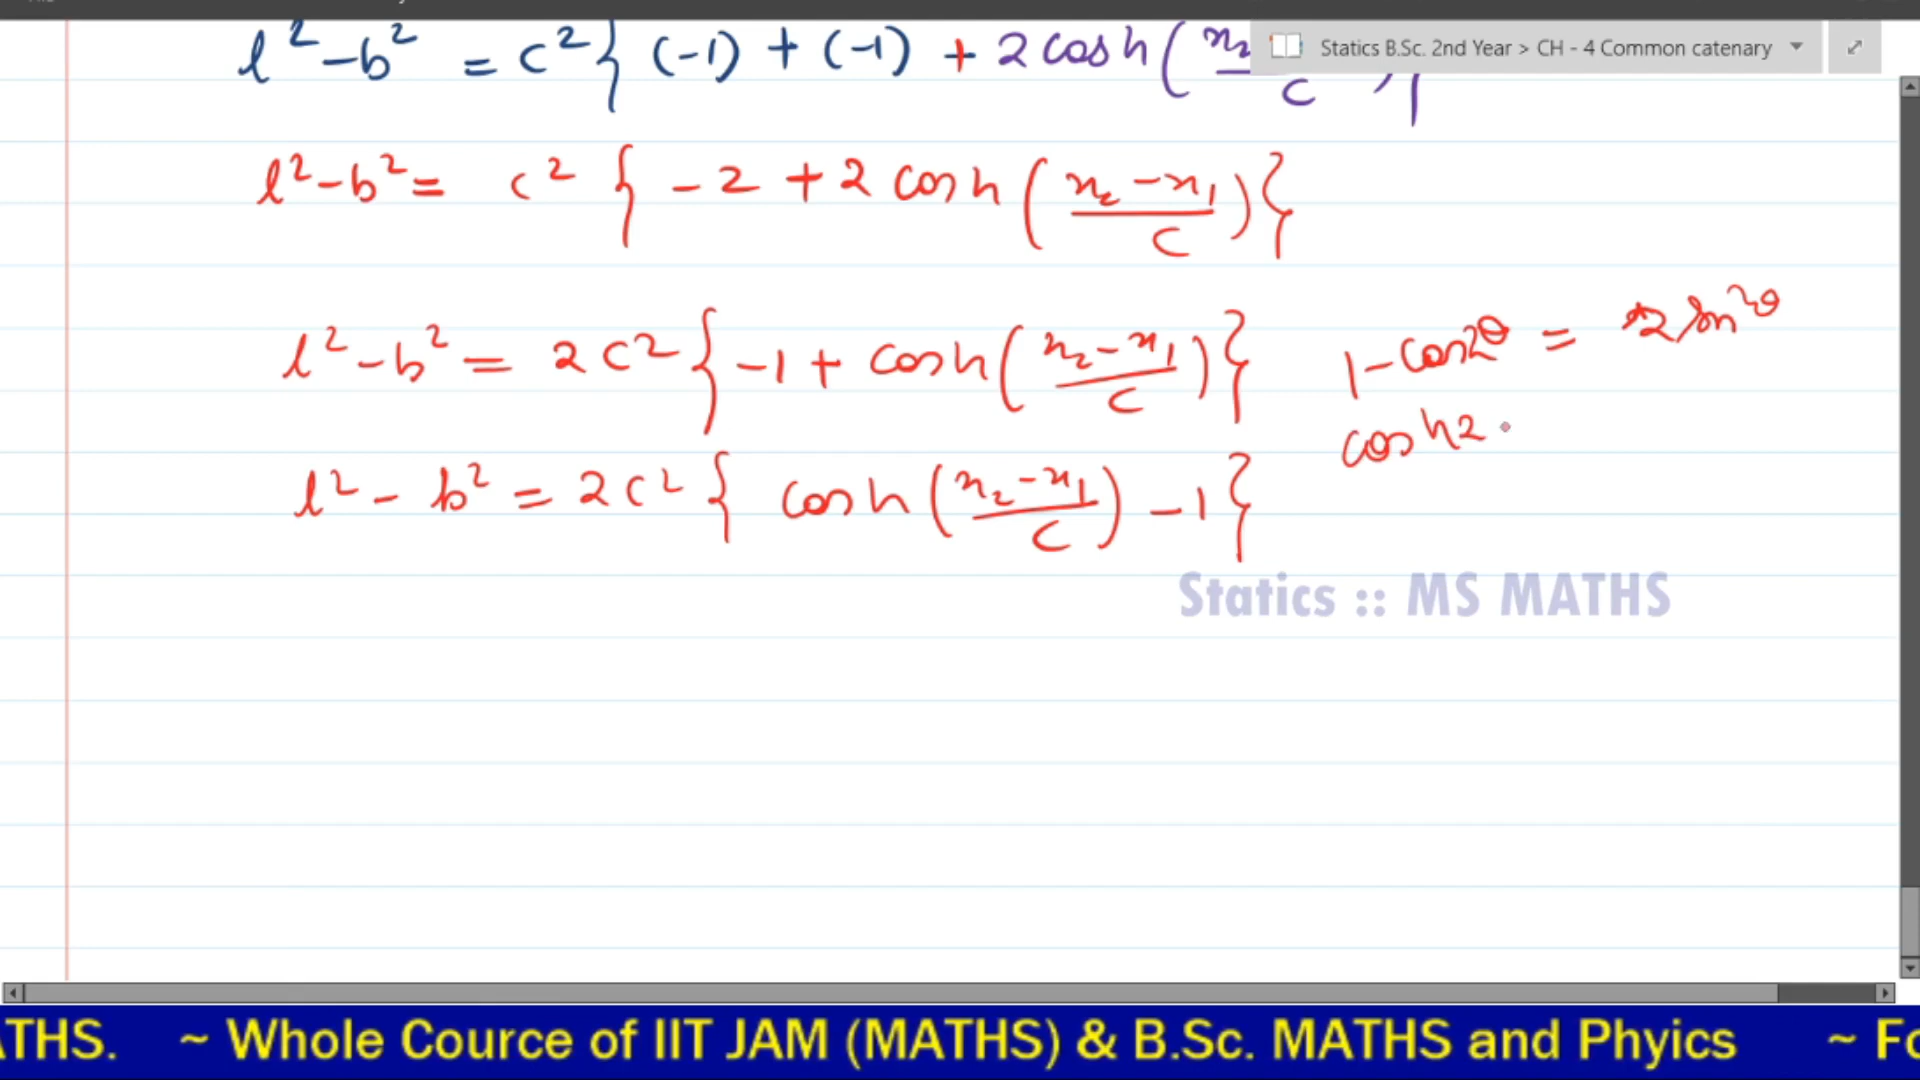 Statics B.Sc. 2nd Year > CH - 4 Common catenary
l² - b² = c² { (-1) + (-1) + 2 cosh ( x₂ / c ) }
l² - b² = c² { - 2 + 2 cosh ( (x₂ - x₁) / c ) }
l² - b² = 2c² { -1 + cosh ( (x₂ - x₁) / c ) }
1 - cos2θ = 2 sin²θ
cosh2
l² - b² = 2c² { cosh ( (x₂ - x₁) / c ) - 1 }
Statics :: MS MATHS
ATHS. ~ Whole Cource of IIT JAM (MATHS) & B.Sc. MATHS and Phyics ~ Fo